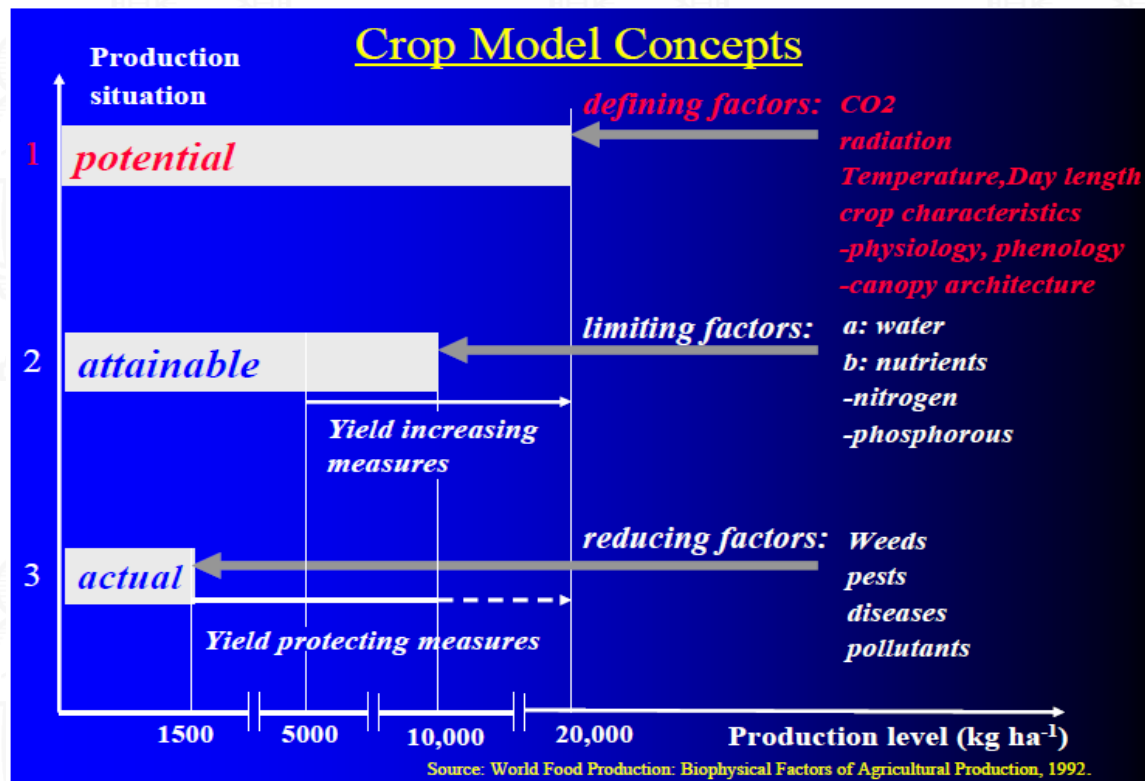 Crop Model Concepts
Production
situation
defining factors:
CO2
radiation
Temperature,Day length
crop characteristics
-physiology, phenology
-canopy architecture
1
potential
limiting factors:
a: water
b: nutrients
-nitrogen
-phosphorous
2
attainable
Yield increasing
measures
reducing factors:
Weeds
pests
diseases
pollutants
3
actual
Yield protecting measures
1500
5000
10,000
20,000
Production level (kg ha-1)
Source: World Food Production: Biophysical Factors of Agricultural Production, 1992.